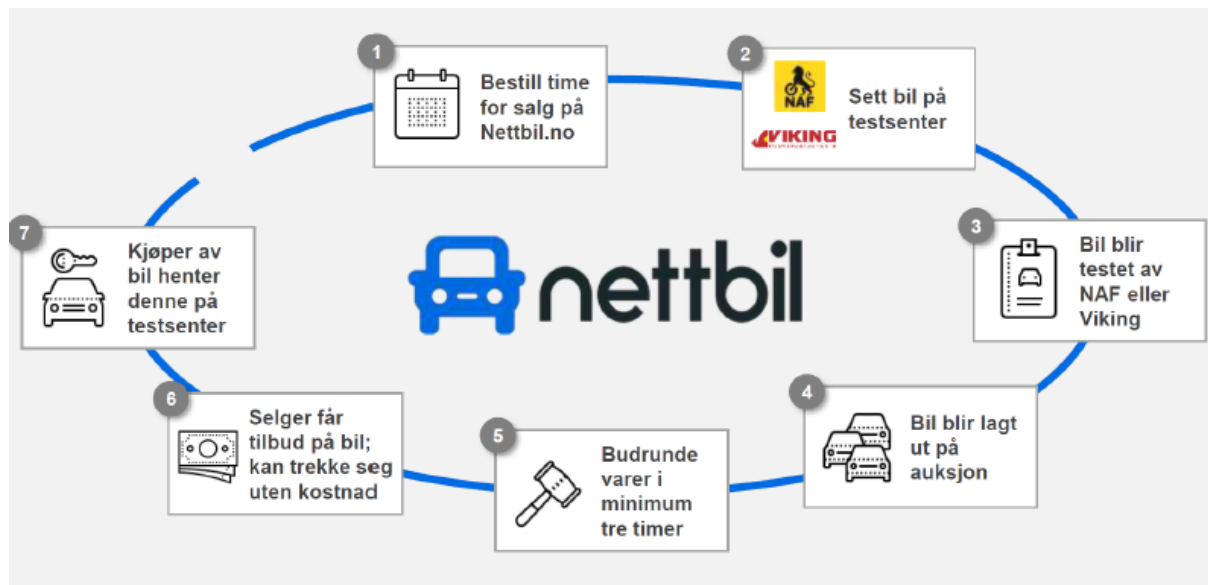 1
Bestill time
for salg på
Nettbil.no
2
NAF
VIKING
Sett bil på
testsenter
3
Bil blir
testet av
NAF eller
Viking
4
Bil blir lagt
ut på
auksjon
5
Budrunde
varer i
minimum
tre timer
6
Selger får
tilbud på bil;
kan trekke seg
uten kostnad
7
Kjøper av
bil henter
denne på
testsenter
nettbil